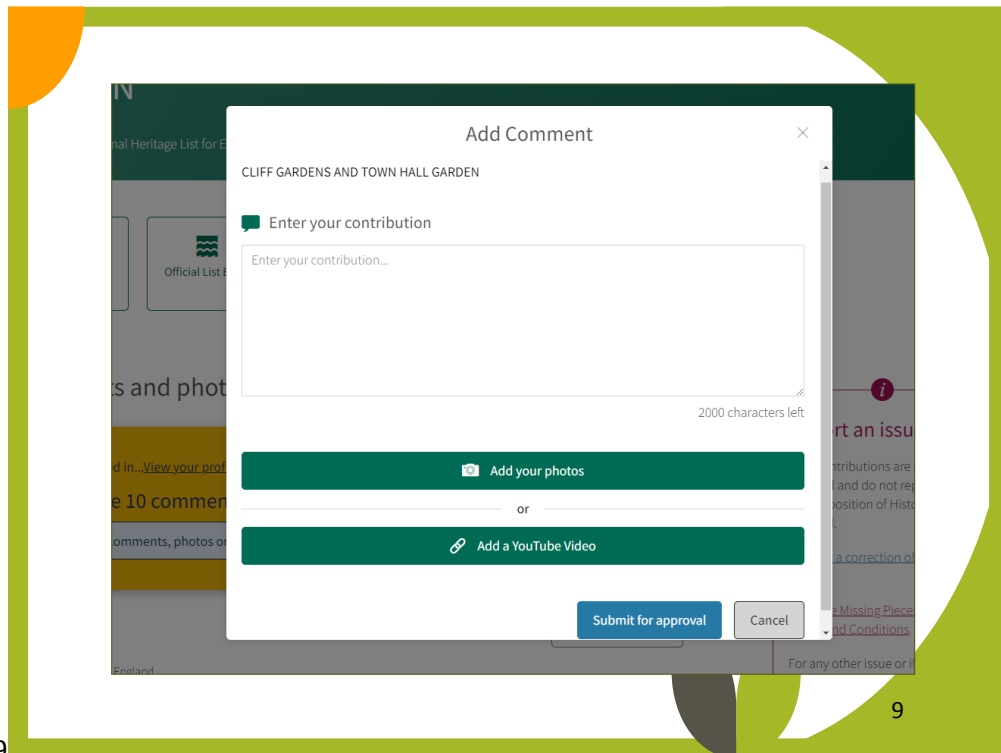 N
nal Heritage List for E
Add Comment
CLIFF GARDENS AND TOWN HALL GARDEN
Enter your contribution
Enter your contribution...
2000 characters left
Add your photos
or
Add a YouTube Video
Submit for approval
Cancel
Official List E
s and phot
d in...View your prof
e 10 commen
omments, photos or
England
i
rt an issu
ntributions are
and do not rep
position of Histo
a correction of
e Missing Piece
nd Conditions
For any other issue or if
9
9